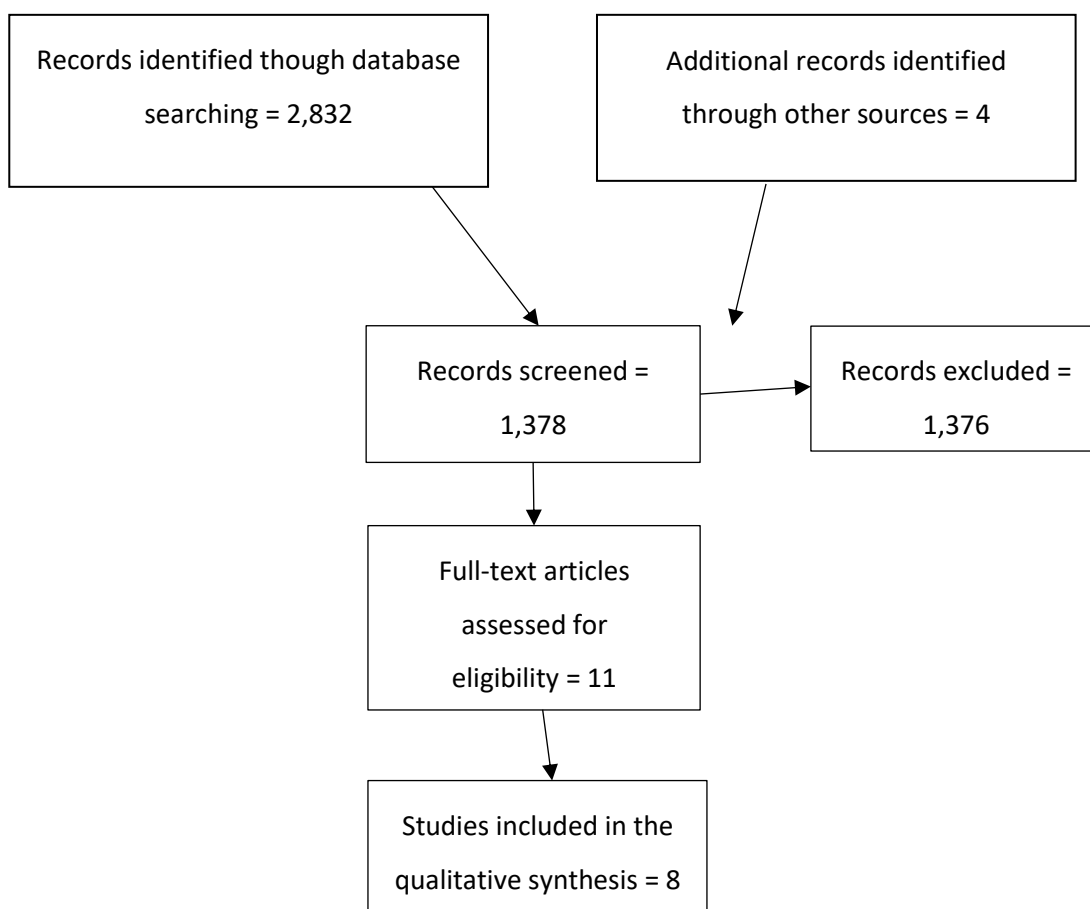 Records identified though database
searching = 2,832
Additional records identified
through other sources = 4
Records screened =
1,378
Records excluded =
1,376
Full-text articles
assessed for
eligibility = 11
Studies included in the
qualitative synthesis = 8